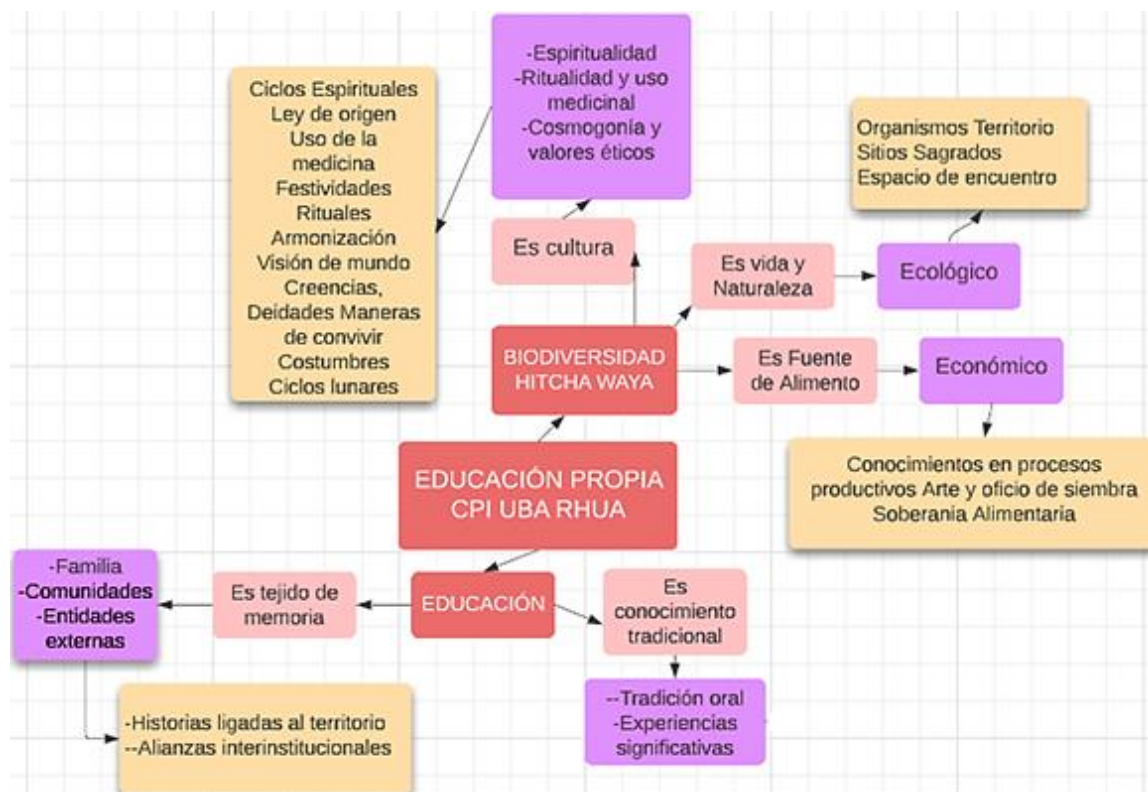 -Espiritualidad
-Ritualidad y uso
medicinal
-Cosmogonía y
valores éticos
Ciclos Espirituales
Ley de origen
Uso de la
medicina
Festividades
Rituales
Armonización
Visión de mundo
Creencias,
Deidades Maneras
de convivir
Costumbres
Ciclos lunares
Organismos Territorio
Sitios Sagrados
Espacio de encuentro
Es cultura
Es vida y
Naturaleza
Ecológico
BIODIVERSIDAD
HITCHA WAYA
Es Fuente
de Alimento
Económico
EDUCACIÓN PROPIA
CPI UBA RHUA
Conocimientos en procesos
productivos Arte y oficio de siembra
Soberania Alimentaria
-Familia
-Comunidades
-Entidades
externas
Es tejido de
memoria
EDUCACIÓN
Es
conocimiento
tradicional
--Tradición oral
-Experiencias
significativas
-Historias ligadas al territorio
--Alianzas interinstitucionales